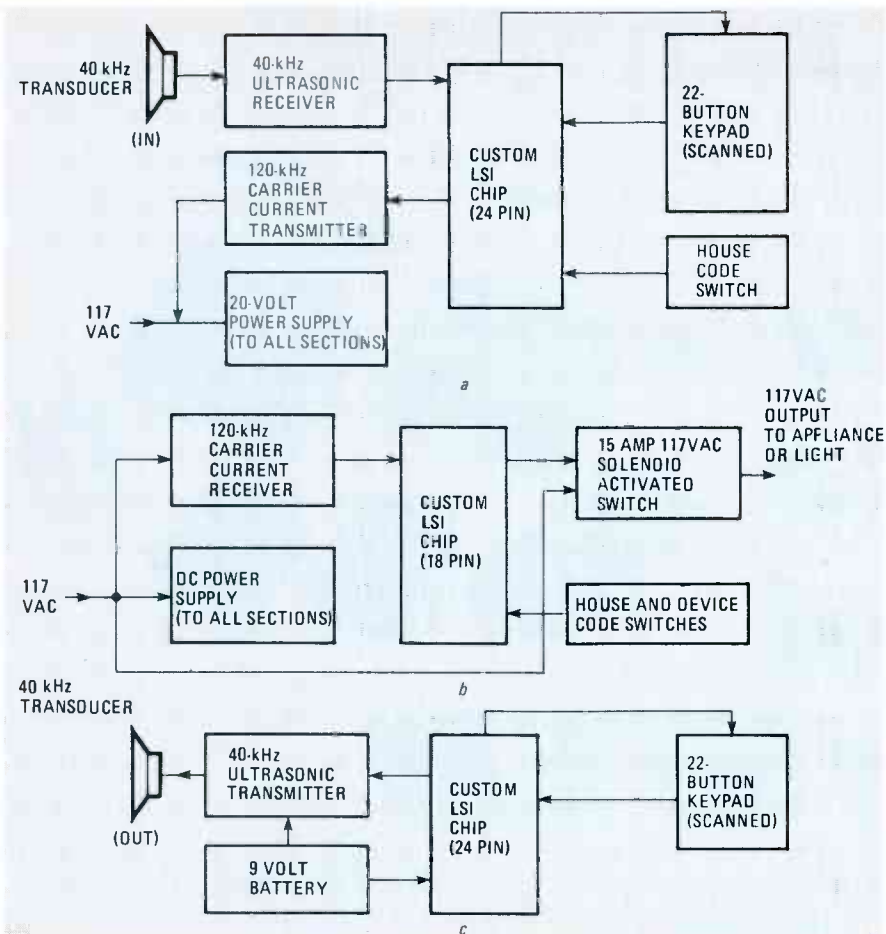 40 kHz
TRANSDUCER
(IN)
40-kHz
ULTRASONIC
RECEIVER
120-kHz
CARRIER
CURRENT
TRANSMITTER
117
VAC
20-VOLT
POWER SUPPLY
(TO ALL SECTIONS)
CUSTOM
LSI
CHIP
(24 PIN)
22-
BUTTON
KEYPAD
(SCANNED)
HOUSE
CODE
SWITCH
a
120-kHz
CARRIER
CURRENT
RECEIVER
117
VAC
DC POWER
SUPPLY
(TO ALL SECTIONS)
CUSTOM
LSI
CHIP
(18 PIN)
15 AMP 117VAC
SOLENOID
ACTIVATED
SWITCH
117VAC
OUTPUT
TO APPLIANCE
OR LIGHT
HOUSE AND DEVICE
CODE SWITCHES
b
40 kHz
TRANSDUCER
(OUT)
40-kHz
ULTRASONIC
TRANSMITTER
9 VOLT
BATTERY
CUSTOM
LSI
CHIP
(24 PIN)
22-
BUTTON
KEYPAD
(SCANNED)
c